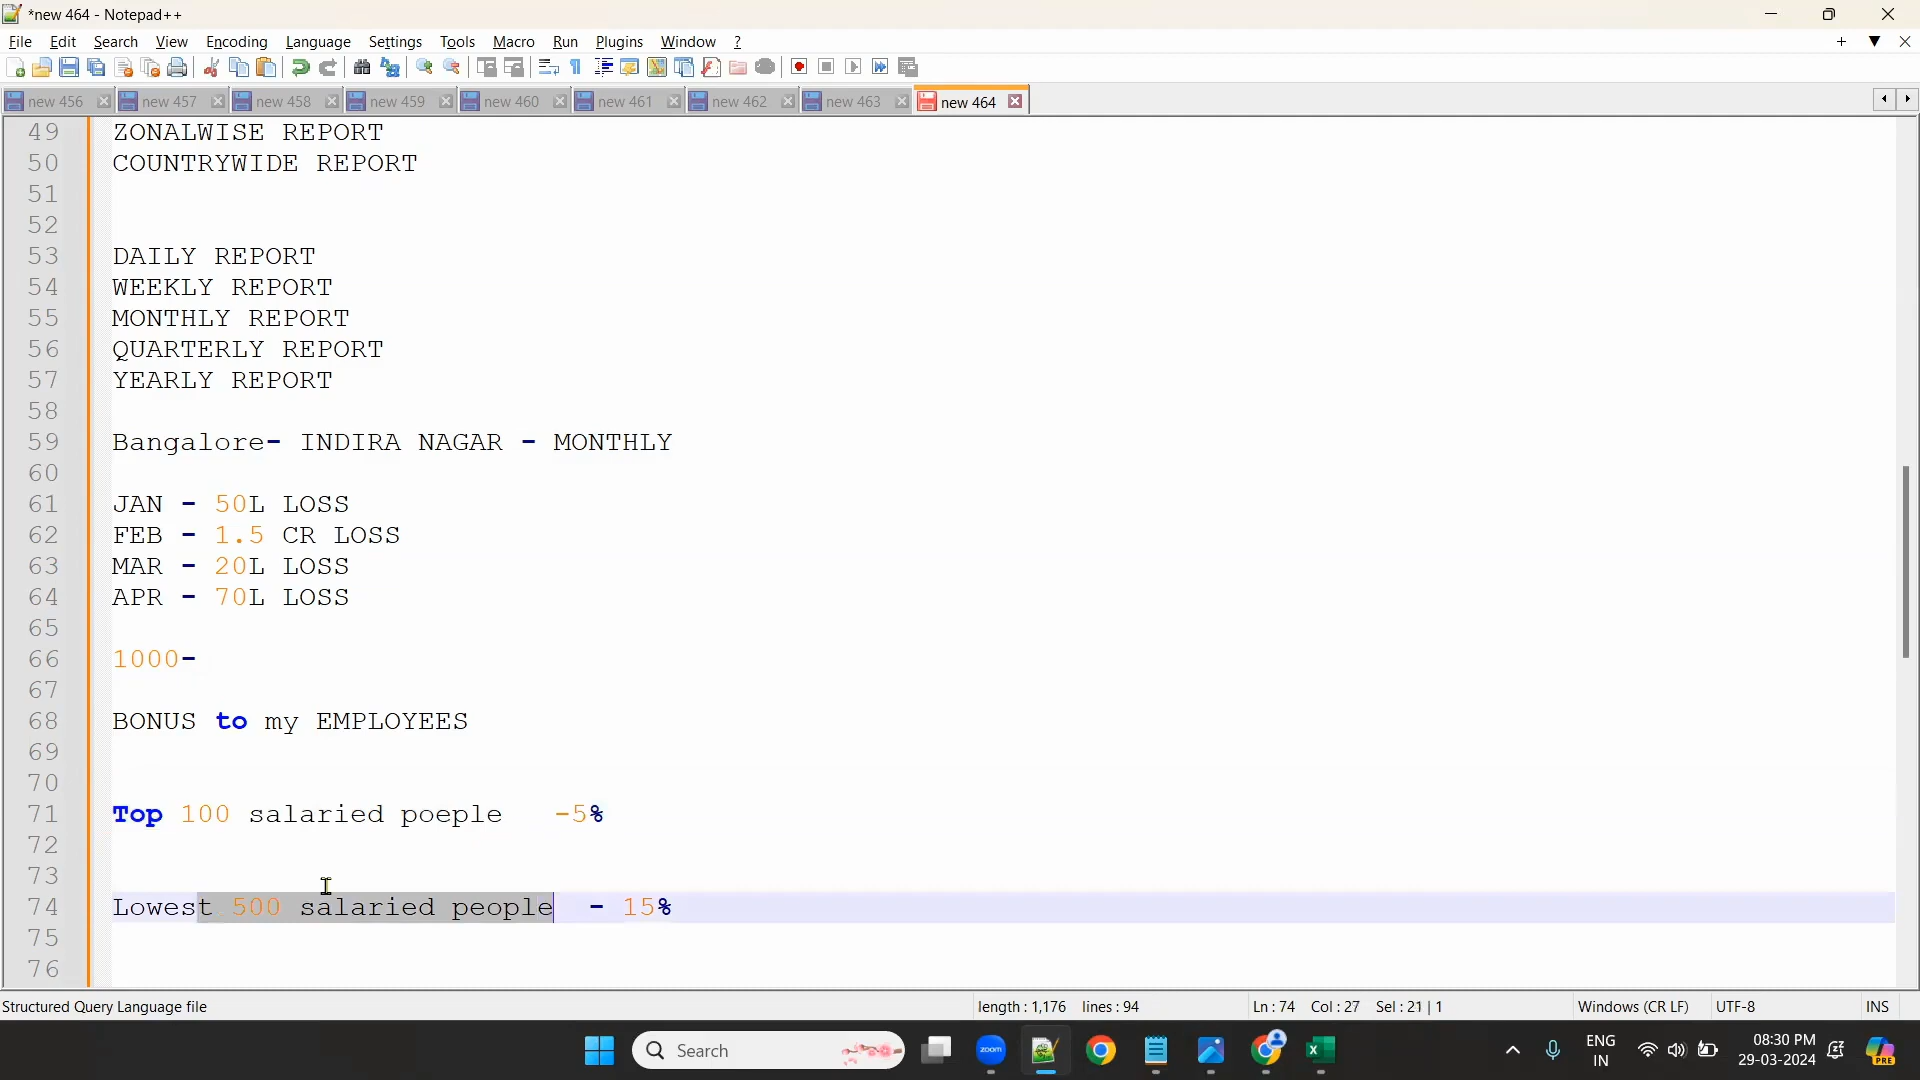 *new 464 - Notepad++
File Edit Search View Encoding Language Settings Tools Macro Run Plugins Window ?
new 456 new 457 new 458 new 459 new 460 new 461 new 462 new 463 new 464
49 ZONALWISE REPORT
50 COUNTRYWIDE REPORT
51
52
53 DAILY REPORT
54 WEEKLY REPORT
55 MONTHLY REPORT
56 QUARTERLY REPORT
57 YEARLY REPORT
58
59 Bangalore- INDIRA NAGAR - MONTHLY
60
61 JAN - 50L LOSS
62 FEB - 1.5 CR LOSS
63 MAR - 20L LOSS
64 APR - 70L LOSS
65
66 1000-
67
68 BONUS to my EMPLOYEES
69
70
71 Top 100 salaried poeple -5%
72
73
74 Lowest 500 salaried people - 15%
75
76
Structured Query Language file length : 1,176 lines : 94 Ln : 74 Col : 27 Sel : 21 | 1 Windows (CR LF) UTF-8 INS
Search zoom ENG 08:30 PM
IN 29-03-2024 PRE